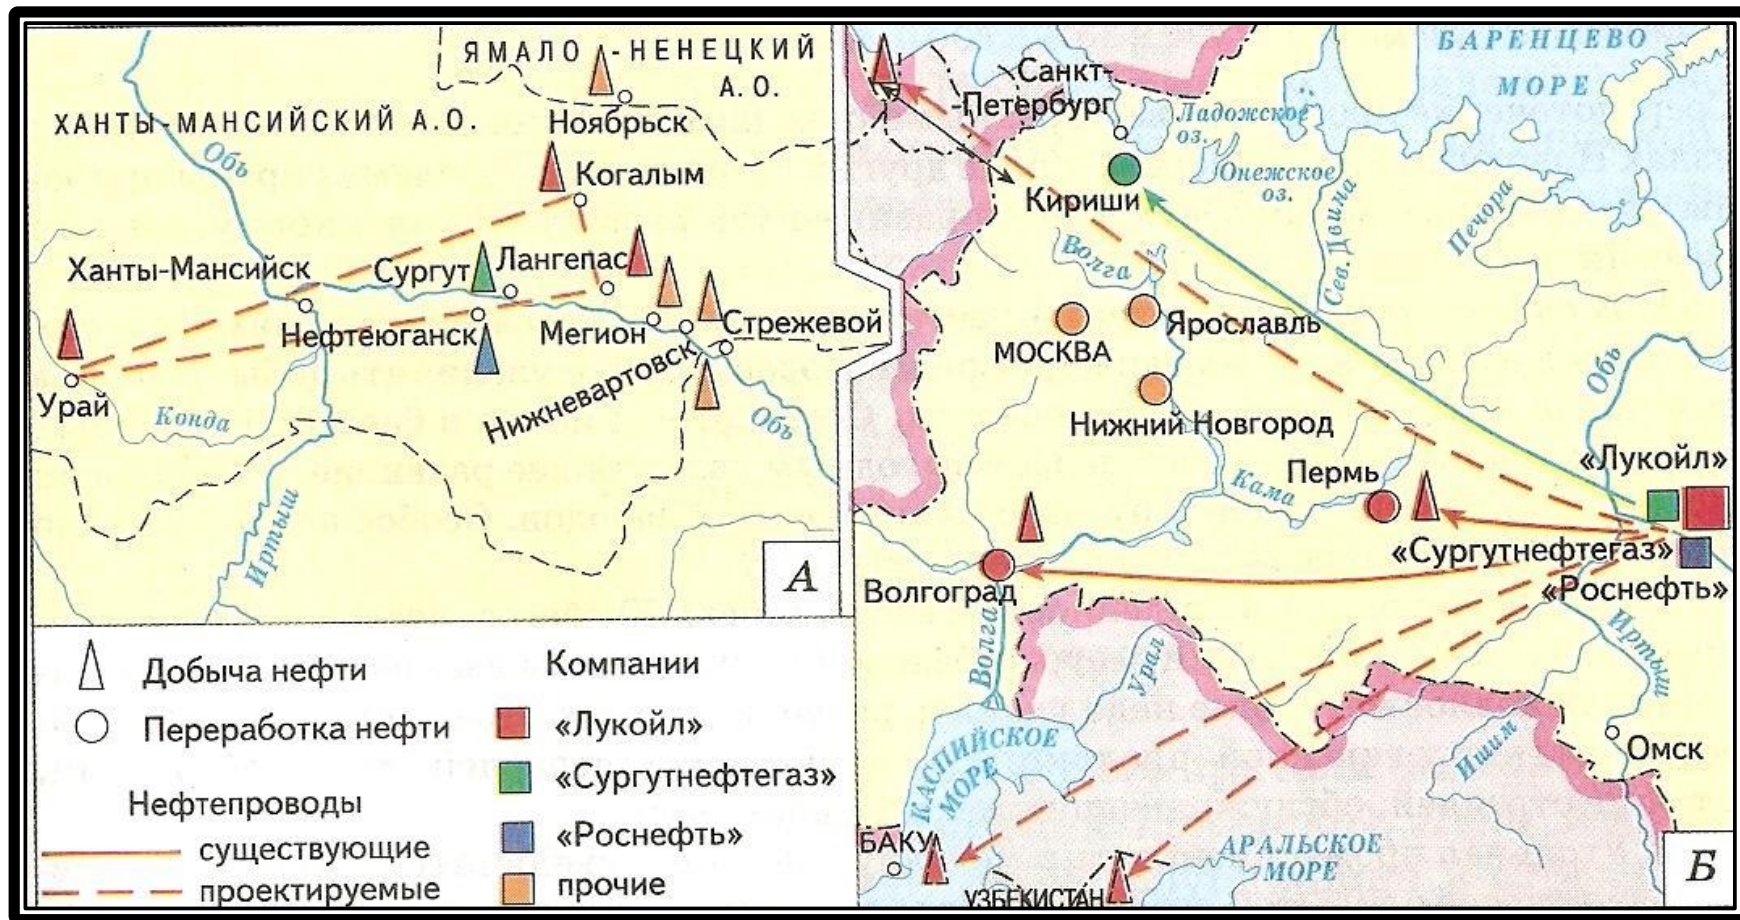 ЯМАЛО-НЕНЕЦКИЙ
А. О.
ХАНТЫ-МАНСИЙСКИЙ А.О.
Ноябрьск
Обь
Когалым
Ханты-Мансийск
Сургут
Лангепас
Нефтеюганск
Мегион
Стрежевой
Урай
Конда
Нижневартовск
Обь
Иртыш
А
Добыча нефти
Переработка нефти
Нефтепроводы
существующие
проектируемые
Компании
«Лукойл»
«Сургутнефтегаз»
«Роснефть»
прочие
БАРЕНЦЕВО
МОРЕ
Санкт-
-Петербург
Ладожское
оз.
Онежское
оз.
Кириши
Волга
Сев. Двина
Печора
МОСКВА
Ярославль
Обь
Нижний Новгород
Пермь
Кама
«Лукойл»
«Сургутнефтегаз»
«Роснефть»
Волгоград
Волга
Урал
Иртыш
КАСПИЙСКОЕ
МОРЕ
Ишим
Омск
БАКУ
АРАЛЬСКОЕ
МОРЕ
УЗБЕКИСТАН
Б